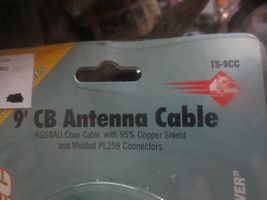 TS-9CC
9' CB Antenna Cable
RG58AU Coax Cable with 95% Copper Shield
and Molded PL259 Connectors